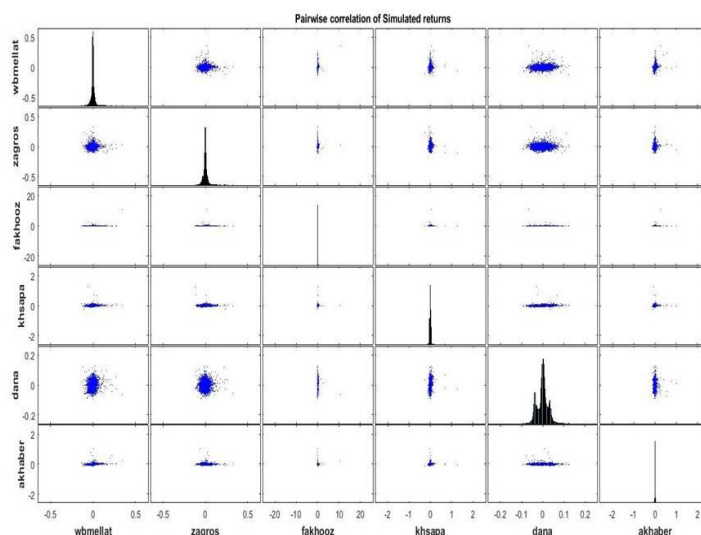 Pairwise correlation of Simulated returns
wbmellat
0.5
0
-0.5
zagros
0.5
0
-0.5
fakhooz
20
0
-20
khsapa
2
0
-2
dana
0.2
0
-0.2
akhaber
2
0
-2
-0.5 0 0.5 -0.5 0 0.5 -20 -10 0 10 20 -2 -1 0 1 2 -0.2 -0.1 0 0.1 0.2 -2 -1 0 1 2
wbmellat zagros fakhooz khsapa dana akhaber